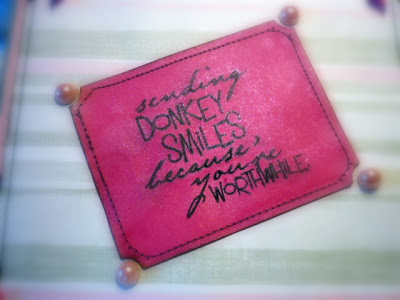 sending
DONKEY
SMILES
because,
you're
WORTHWHILE